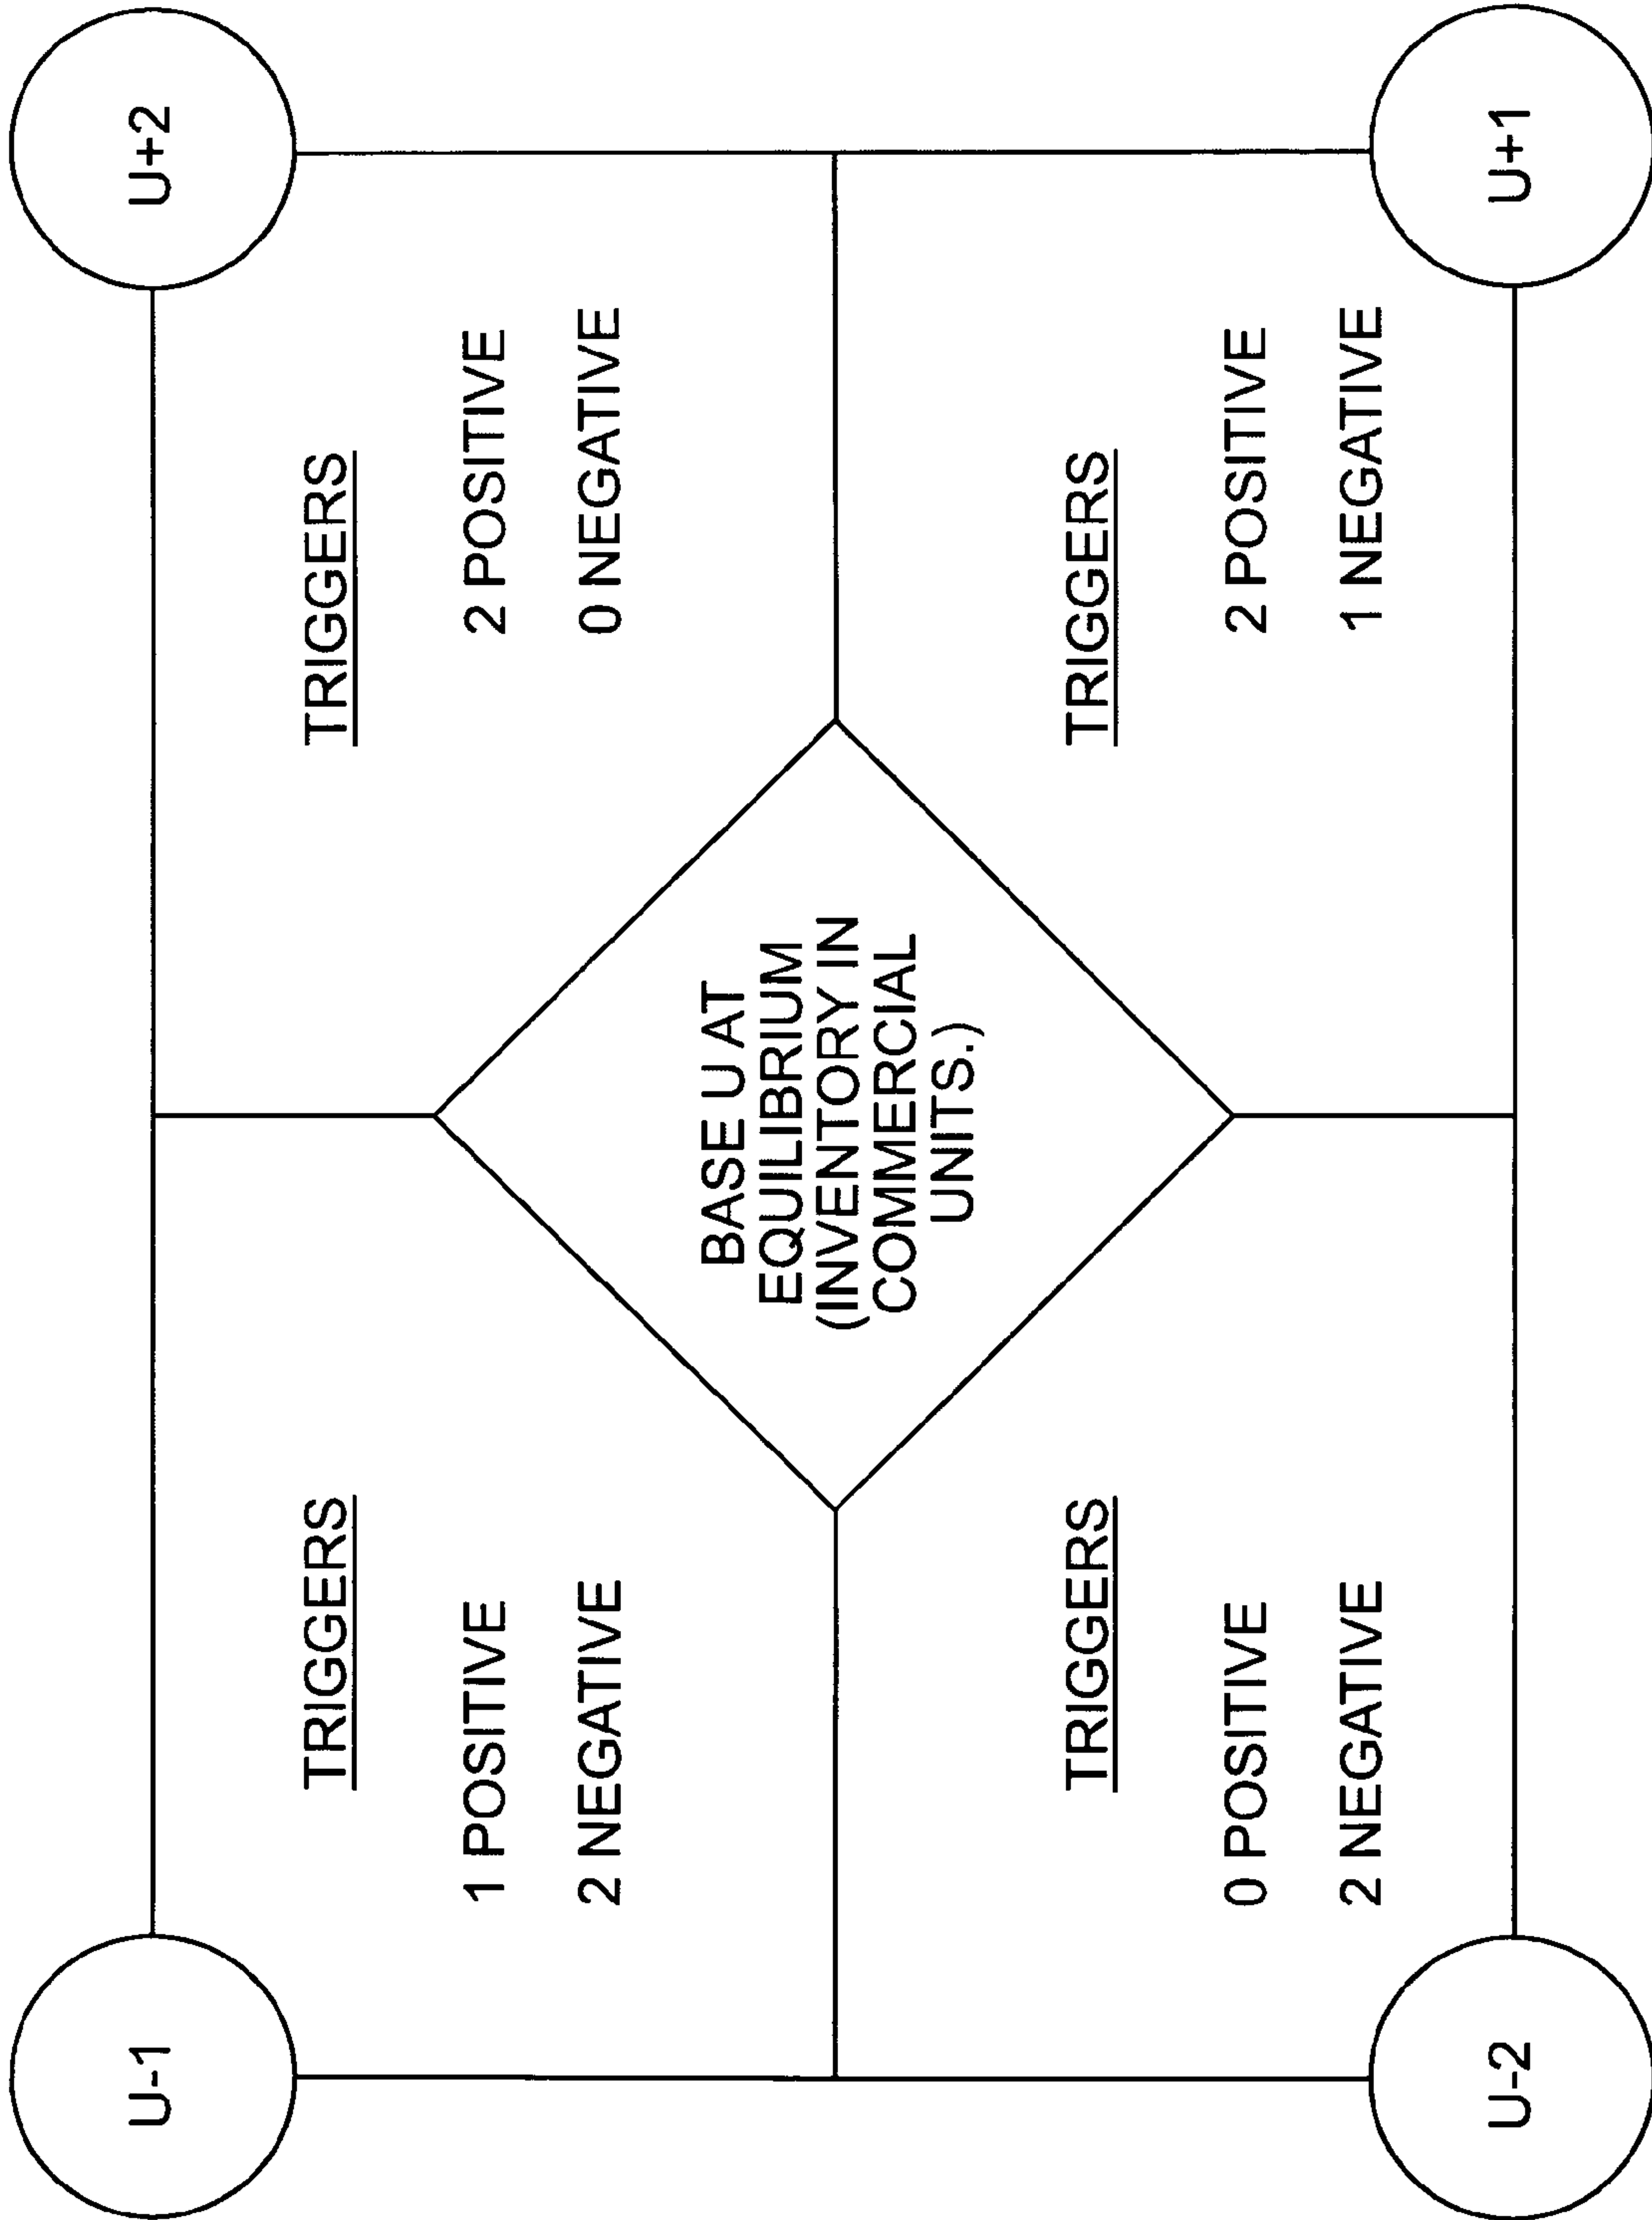 U-1
U+2
TRIGGERS
1 POSITIVE
2 NEGATIVE
TRIGGERS
2 POSITIVE
0 NEGATIVE
BASE U AT
EQUILIBRIUM
(INVENTORY IN
COMMERCIAL
UNITS.)
TRIGGERS
0 POSITIVE
2 NEGATIVE
TRIGGERS
2 POSITIVE
1 NEGATIVE
U-2
U+1